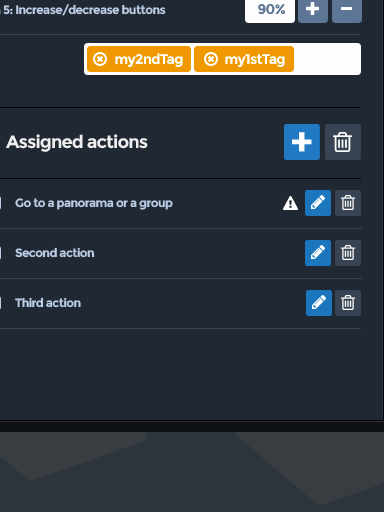 5: Increase/decrease buttons 90%
my2ndTag my1stTag
Assigned actions
Go to a panorama or a group
Second action
Third action